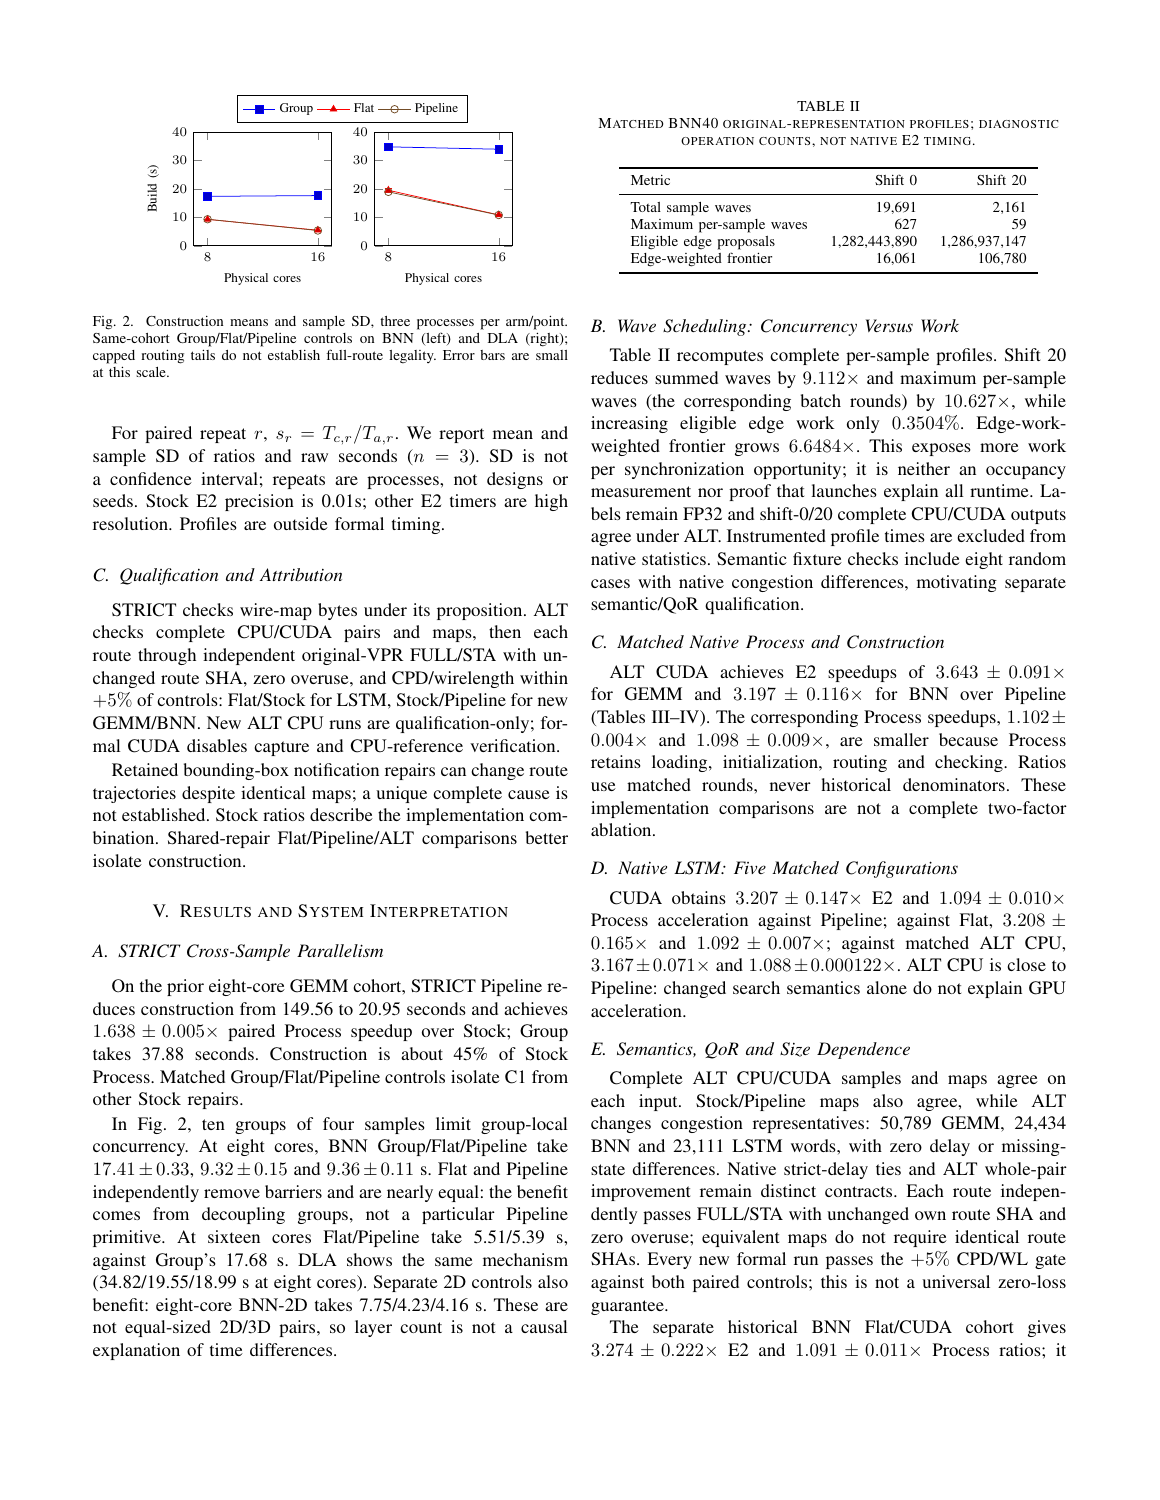 Group Flat Pipeline
40
30
20
10
0
Build (s)
8 16
Physical cores
40
30
20
10
0
8 16
Physical cores
Fig. 2. Construction means and sample SD, three processes per arm/point.
Same-cohort Group/Flat/Pipeline controls on BNN (left) and DLA (right);
capped routing tails do not establish full-route legality. Error bars are small
at this scale.
For paired repeat r, s_r = T_{c,r}/T_{a,r}. We report mean and
sample SD of ratios and raw seconds (n = 3). SD is not
a confidence interval; repeats are processes, not designs or
seeds. Stock E2 precision is 0.01s; other E2 timers are high
resolution. Profiles are outside formal timing.
C. Qualification and Attribution
STRICT checks wire-map bytes under its proposition. ALT
checks complete CPU/CUDA pairs and maps, then each
route through independent original-VPR FULL/STA with un-
changed route SHA, zero overuse, and CPD/wirelength within
+5% of controls: Flat/Stock for LSTM, Stock/Pipeline for new
GEMM/BNN. New ALT CPU runs are qualification-only; for-
mal CUDA disables capture and CPU-reference verification.
Retained bounding-box notification repairs can change route
trajectories despite identical maps; a unique complete cause is
not established. Stock ratios describe the implementation com-
bination. Shared-repair Flat/Pipeline/ALT comparisons better
isolate construction.
V. RESULTS AND SYSTEM INTERPRETATION
A. STRICT Cross-Sample Parallelism
On the prior eight-core GEMM cohort, STRICT Pipeline re-
duces construction from 149.56 to 20.95 seconds and achieves
1.638 ± 0.005× paired Process speedup over Stock; Group
takes 37.88 seconds. Construction is about 45% of Stock
Process. Matched Group/Flat/Pipeline controls isolate C1 from
other Stock repairs.
In Fig. 2, ten groups of four samples limit group-local
concurrency. At eight cores, BNN Group/Flat/Pipeline take
17.41±0.33, 9.32±0.15 and 9.36±0.11 s. Flat and Pipeline
independently remove barriers and are nearly equal: the benefit
comes from decoupling groups, not a particular Pipeline
primitive. At sixteen cores Flat/Pipeline take 5.51/5.39 s,
against Group's 17.68 s. DLA shows the same mechanism
(34.82/19.55/18.99 s at eight cores). Separate 2D controls also
benefit: eight-core BNN-2D takes 7.75/4.23/4.16 s. These are
not equal-sized 2D/3D pairs, so layer count is not a causal
explanation of time differences.
TABLE II
MATCHED BNN40 ORIGINAL-REPRESENTATION PROFILES; DIAGNOSTIC
OPERATION COUNTS, NOT NATIVE E2 TIMING.
Metric Shift 0 Shift 20
Total sample waves 19,691 2,161
Maximum per-sample waves 627 59
Eligible edge proposals 1,282,443,890 1,286,937,147
Edge-weighted frontier 16,061 106,780
B. Wave Scheduling: Concurrency Versus Work
Table II recomputes complete per-sample profiles. Shift 20
reduces summed waves by 9.112× and maximum per-sample
waves (the corresponding batch rounds) by 10.627×, while
increasing eligible edge work only 0.3504%. Edge-work-
weighted frontier grows 6.6484×. This exposes more work
per synchronization opportunity; it is neither an occupancy
measurement nor proof that launches explain all runtime. La-
bels remain FP32 and shift-0/20 complete CPU/CUDA outputs
agree under ALT. Instrumented profile times are excluded from
native statistics. Semantic fixture checks include eight random
cases with native congestion differences, motivating separate
semantic/QoR qualification.
C. Matched Native Process and Construction
ALT CUDA achieves E2 speedups of 3.643 ± 0.091×
for GEMM and 3.197 ± 0.116× for BNN over Pipeline
(Tables III–IV). The corresponding Process speedups, 1.102±
0.004× and 1.098 ± 0.009×, are smaller because Process
retains loading, initialization, routing and checking. Ratios
use matched rounds, never historical denominators. These
implementation comparisons are not a complete two-factor
ablation.
D. Native LSTM: Five Matched Configurations
CUDA obtains 3.207 ± 0.147× E2 and 1.094 ± 0.010×
Process acceleration against Pipeline; against Flat, 3.208 ±
0.165× and 1.092 ± 0.007×; against matched ALT CPU,
3.167±0.071× and 1.088±0.000122×. ALT CPU is close to
Pipeline: changed search semantics alone do not explain GPU
acceleration.
E. Semantics, QoR and Size Dependence
Complete ALT CPU/CUDA samples and maps agree on
each input. Stock/Pipeline maps also agree, while ALT
changes congestion representatives: 50,789 GEMM, 24,434
BNN and 23,111 LSTM words, with zero delay or missing-
state differences. Native strict-delay ties and ALT whole-pair
improvement remain distinct contracts. Each route indepen-
dently passes FULL/STA with unchanged own route SHA and
zero overuse; equivalent maps do not require identical route
SHAs. Every new formal run passes the +5% CPD/WL gate
against both paired controls; this is not a universal zero-loss
guarantee.
The separate historical BNN Flat/CUDA cohort gives
3.274 ± 0.222× E2 and 1.091 ± 0.011× Process ratios; it